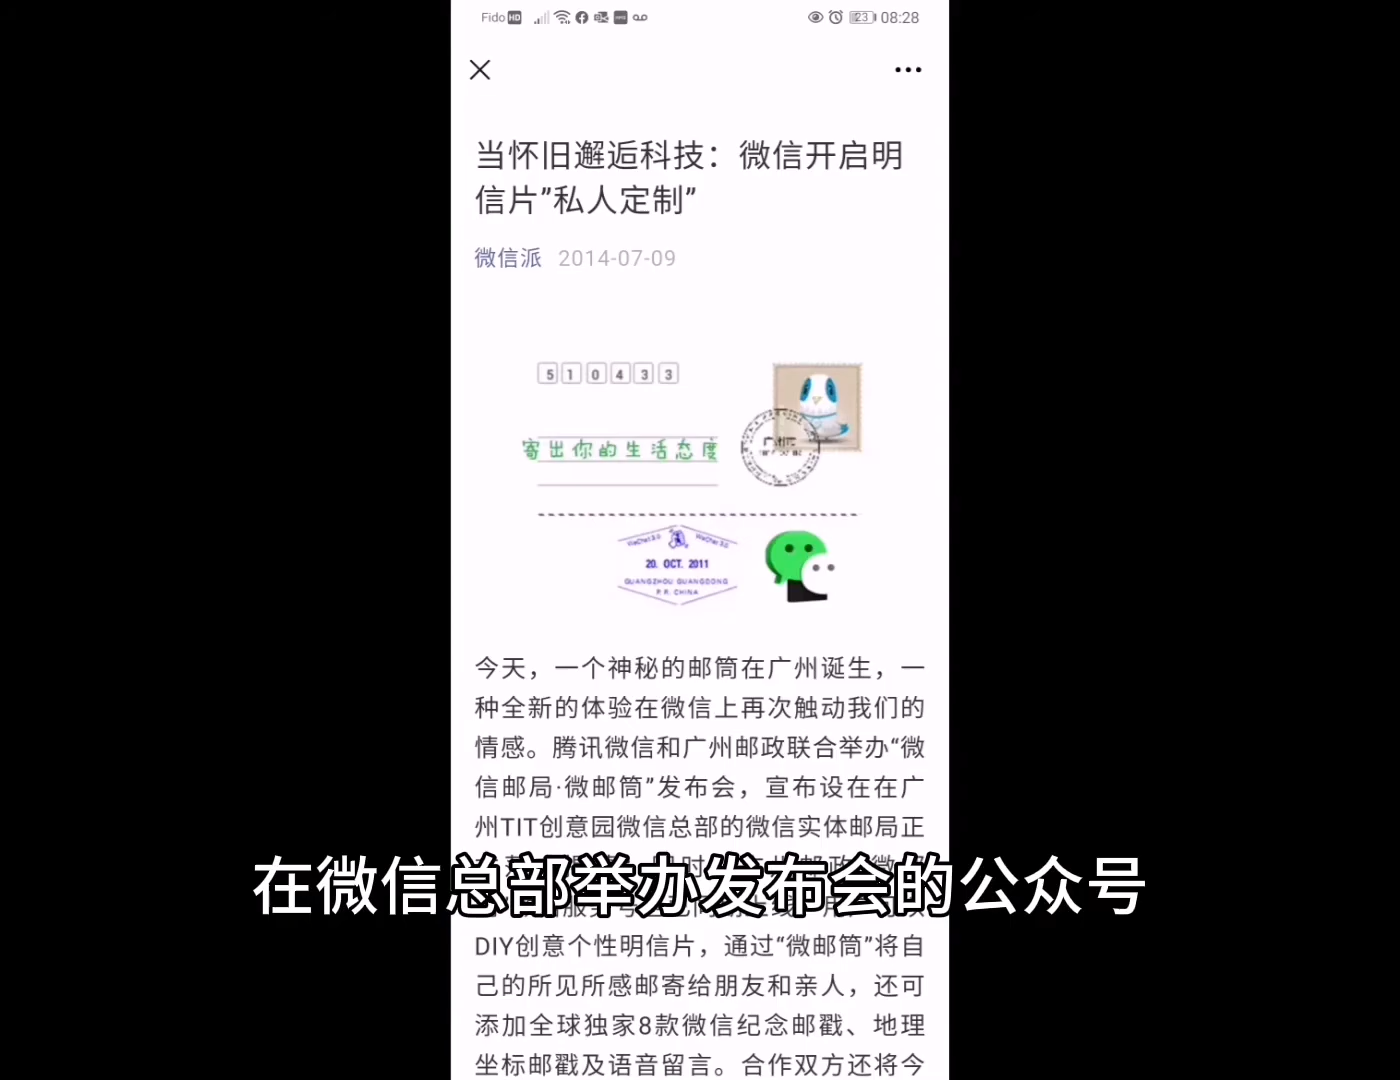 Fido HD
23 08:28
当怀旧邂逅科技：微信开启明
信片”私人定制”
微信派 2014-07-09
510433
寄出你的生活态度
广州
WeChat 3.0 WeChat 3.0
20. OCT. 2011
GUANGZHOU GUANGDONG
P. R. CHINA
今天，一个神秘的邮筒在广州诞生，一
种全新的体验在微信上再次触动我们的
情感。腾讯微信和广州邮政联合举办“微
信邮局·微邮筒”发布会，宣布设在在广
州TIT创意园微信总部的微信实体邮局正
在微信总部举办发布会的公众号
DIY创意个性明信片，通过“微邮筒”将自
己的所见所感邮寄给朋友和亲人，还可
添加全球独家8款微信纪念邮戳、地理
坐标邮戳及语音留言。合作双方还将今